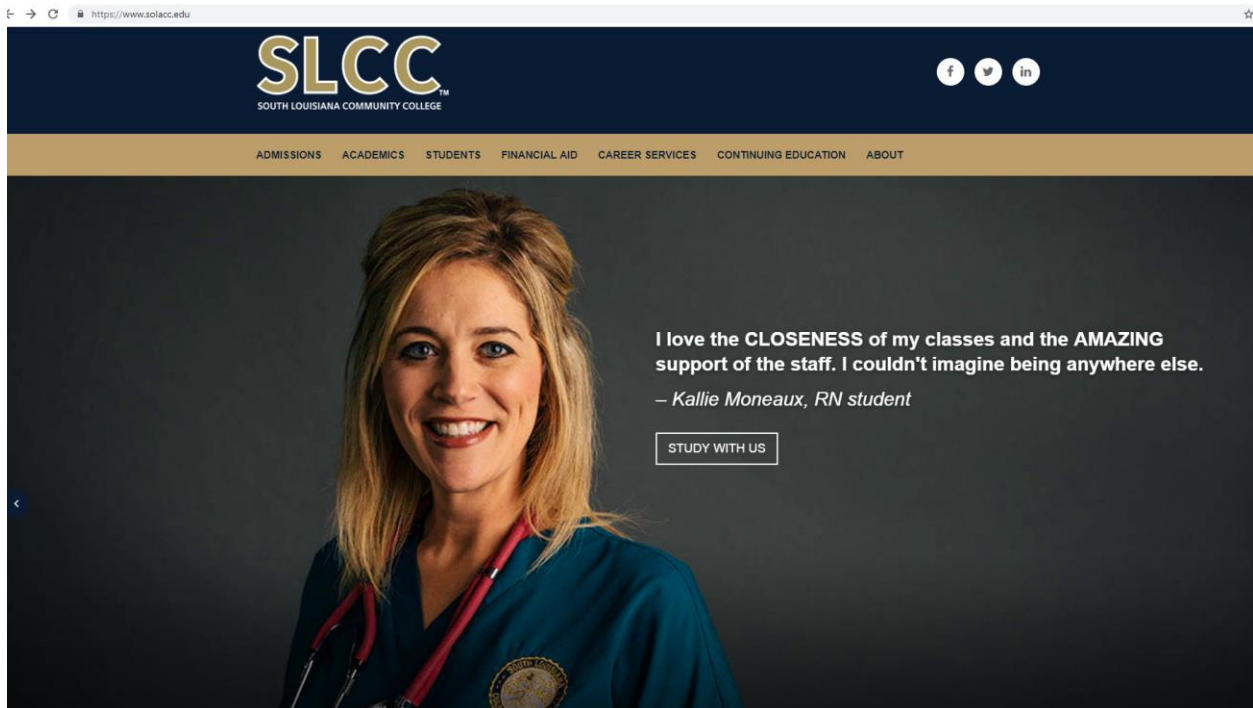 https://www.solacc.edu
SLCC™
SOUTH LOUISIANA COMMUNITY COLLEGE
f in
ADMISSIONS ACADEMICS STUDENTS FINANCIAL AID CAREER SERVICES CONTINUING EDUCATION ABOUT
I love the CLOSENESS of my classes and the AMAZING
support of the staff. I couldn't imagine being anywhere else.
– Kallie Moneaux, RN student
STUDY WITH US
SOUTH